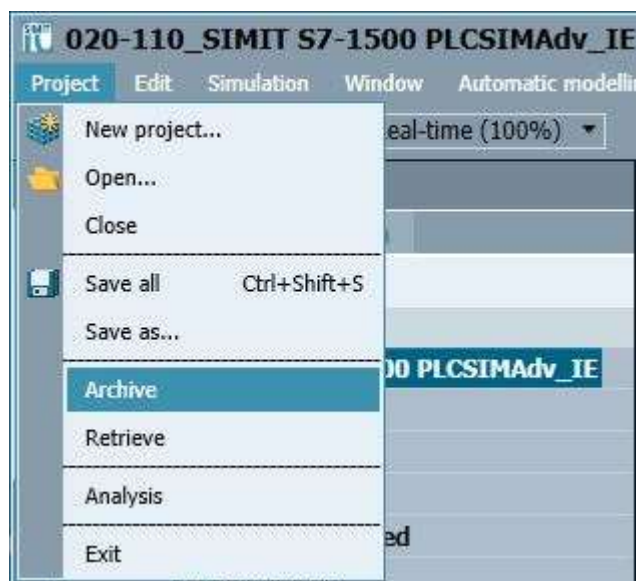 020-110_SIMIT S7-1500 PLCSIMAdv_IE
Project Edit Simulation Window Automatic modelli
New project... eal-time (100%)
Open...
Close
Save all Ctrl+Shift+S
Save as...
00 PLCSIMAdv_IE
Archive
Retrieve
Analysis
ed
Exit